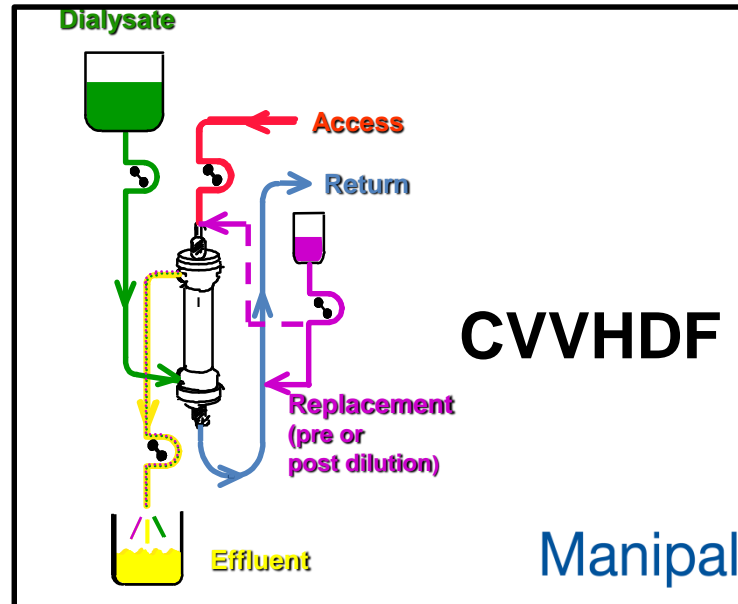 Dialysate
Access
Return
CVVHDF
Replacement
(pre or
post dilution)
Effluent
Manipal